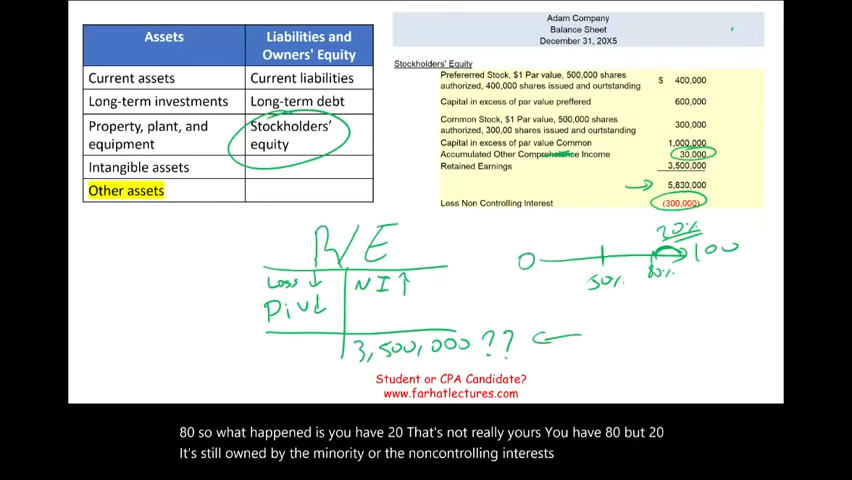 Assets
Liabilities and
Owners' Equity
Current assets
Current liabilities
Long-term investments
Long-term debt
Property, plant, and
equipment
Stockholders'
equity
Intangible assets
Other assets
Adam Company
Balance Sheet
December 31, 20X5
Stockholders' Equity
Prefererred Stock, $1 Par value, 500,000 shares
authorized, 400,000 shares issued and ourtstanding
$ 400,000
Capital in excess of par value preffered
600,000
Common Stock, $1 Par value, 500,000 shares
authorized, 300,00 shares issued and ourtstanding
300,000
Capital in excess of par value Common
1,000,000
Accumulated Other Comprehensive Income
30,000
Retained Earnings
3,500,000
5,830,000
Less Non Controlling Interest
(300,000)
R/E
Loss ↓
NI ↑
Div ↓
3,500,000 ??
0
50%
80%
20%
100
Student or CPA Candidate?
www.farhatlectures.com
80 so what happened is you have 20 That's not really yours You have 80 but 20
It's still owned by the minority or the noncontrolling interests